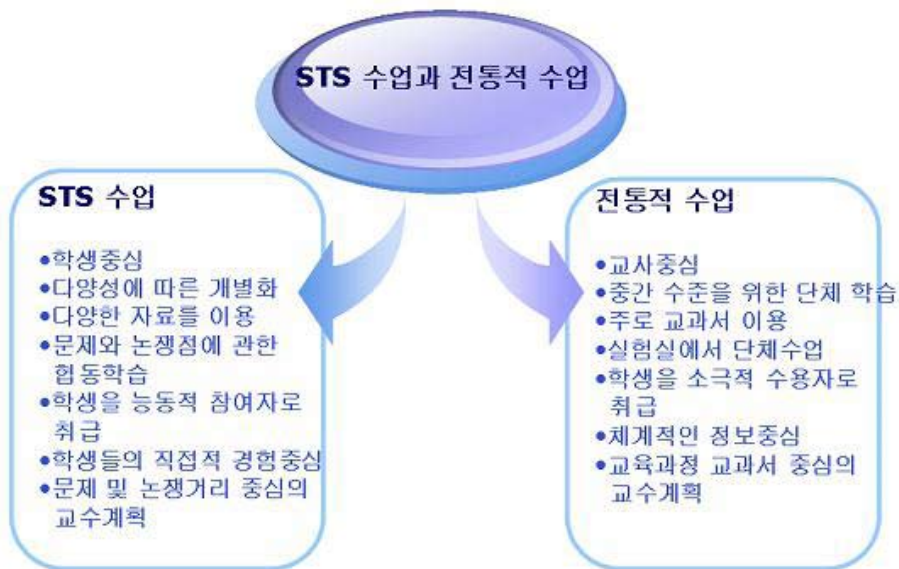 STS 수업과 전통적 수업
STS 수업
●학생중심
●다양성에 따른 개별화
●다양한 자료를 이용
●문제와 논쟁점에 관한
협동학습
●학생을 능동적 참여자로
취급
●학생들의 직접적 경험중심
●문제 및 논쟁거리 중심의
교수계획
전통적 수업
●교사중심
●중간 수준을 위한 단체 학습
●주로 교과서 이용
●실험실에서 단체수업
●학생을 소극적 수용자로
취급
●체계적인 정보중심
●교육과정 교과서 중심의
교수계획